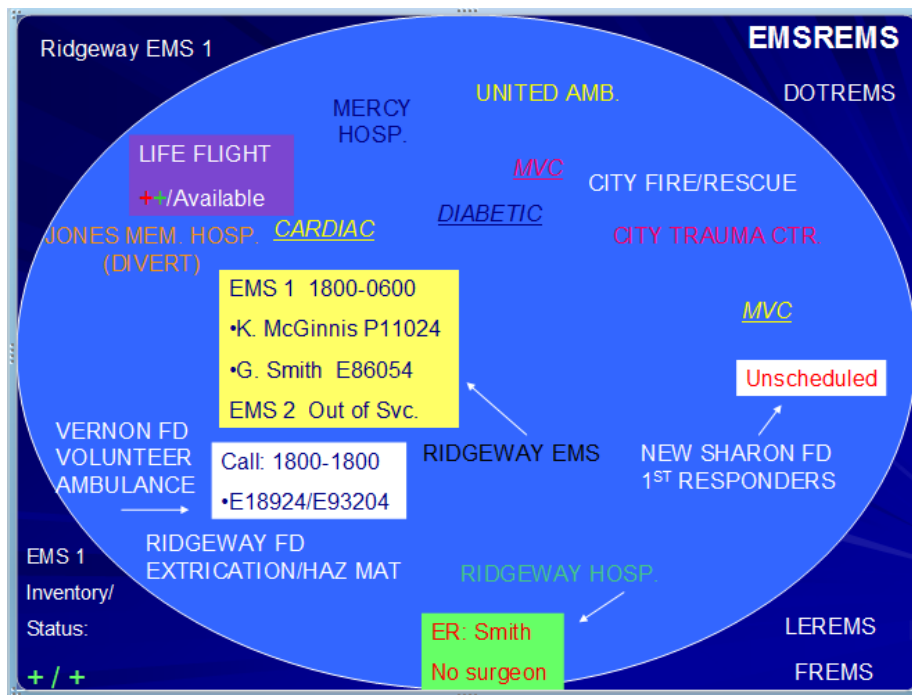 Ridgeway EMS 1
EMSREMS
DOTREMS
UNITED AMB.
MERCY
HOSP.
LIFE FLIGHT
++/Available
MVC
CITY FIRE/RESCUE
DIABETIC
CARDIAC
JONES MEM. HOSP.
(DIVERT)
CITY TRAUMA CTR.
EMS 1 1800-0600
•K. McGinnis P11024
•G. Smith E86054
EMS 2 Out of Svc.
MVC
Unscheduled
VERNON FD
VOLUNTEER
AMBULANCE
Call: 1800-1800
•E18924/E93204
RIDGEWAY EMS
NEW SHARON FD
1ST RESPONDERS
RIDGEWAY FD
EXTRICATION/HAZ MAT
EMS 1
Inventory/
Status:
+ / +
RIDGEWAY HOSP.
ER: Smith
No surgeon
LEREMS
FREMS